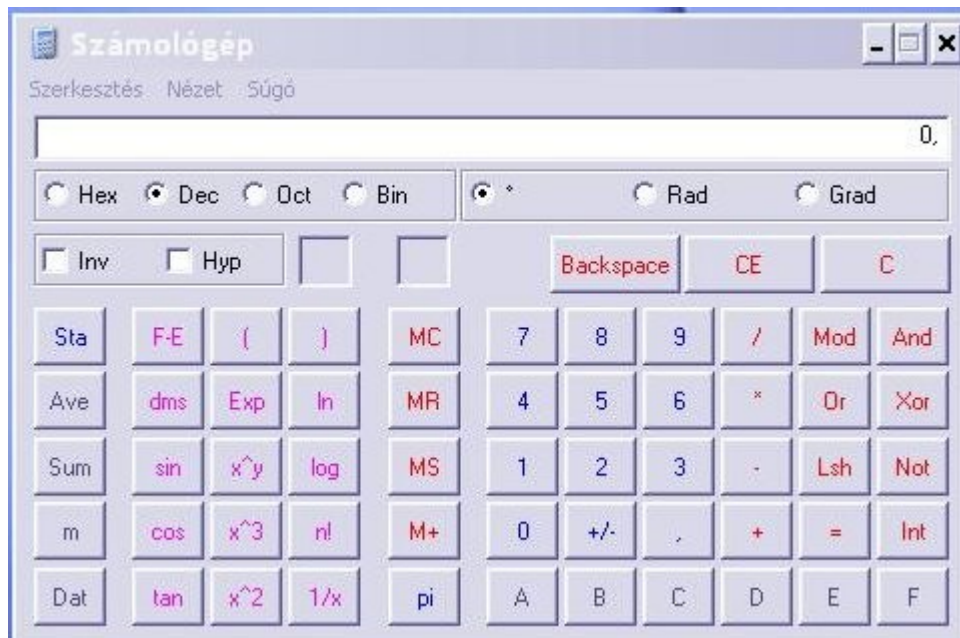 Számológép
Szerkesztés Nézet Súgó
0,
Hex Dec Oct Bin ° Rad Grad
Inv Hyp Backspace CE C
Sta F-E ( ) MC 7 8 9 / Mod And
Ave dms Exp ln MR 4 5 6 * Or Xor
Sum sin x^y log MS 1 2 3 - Lsh Not
m cos x^3 n! M+ 0 +/- , + = Int
Dat tan x^2 1/x pi A B C D E F